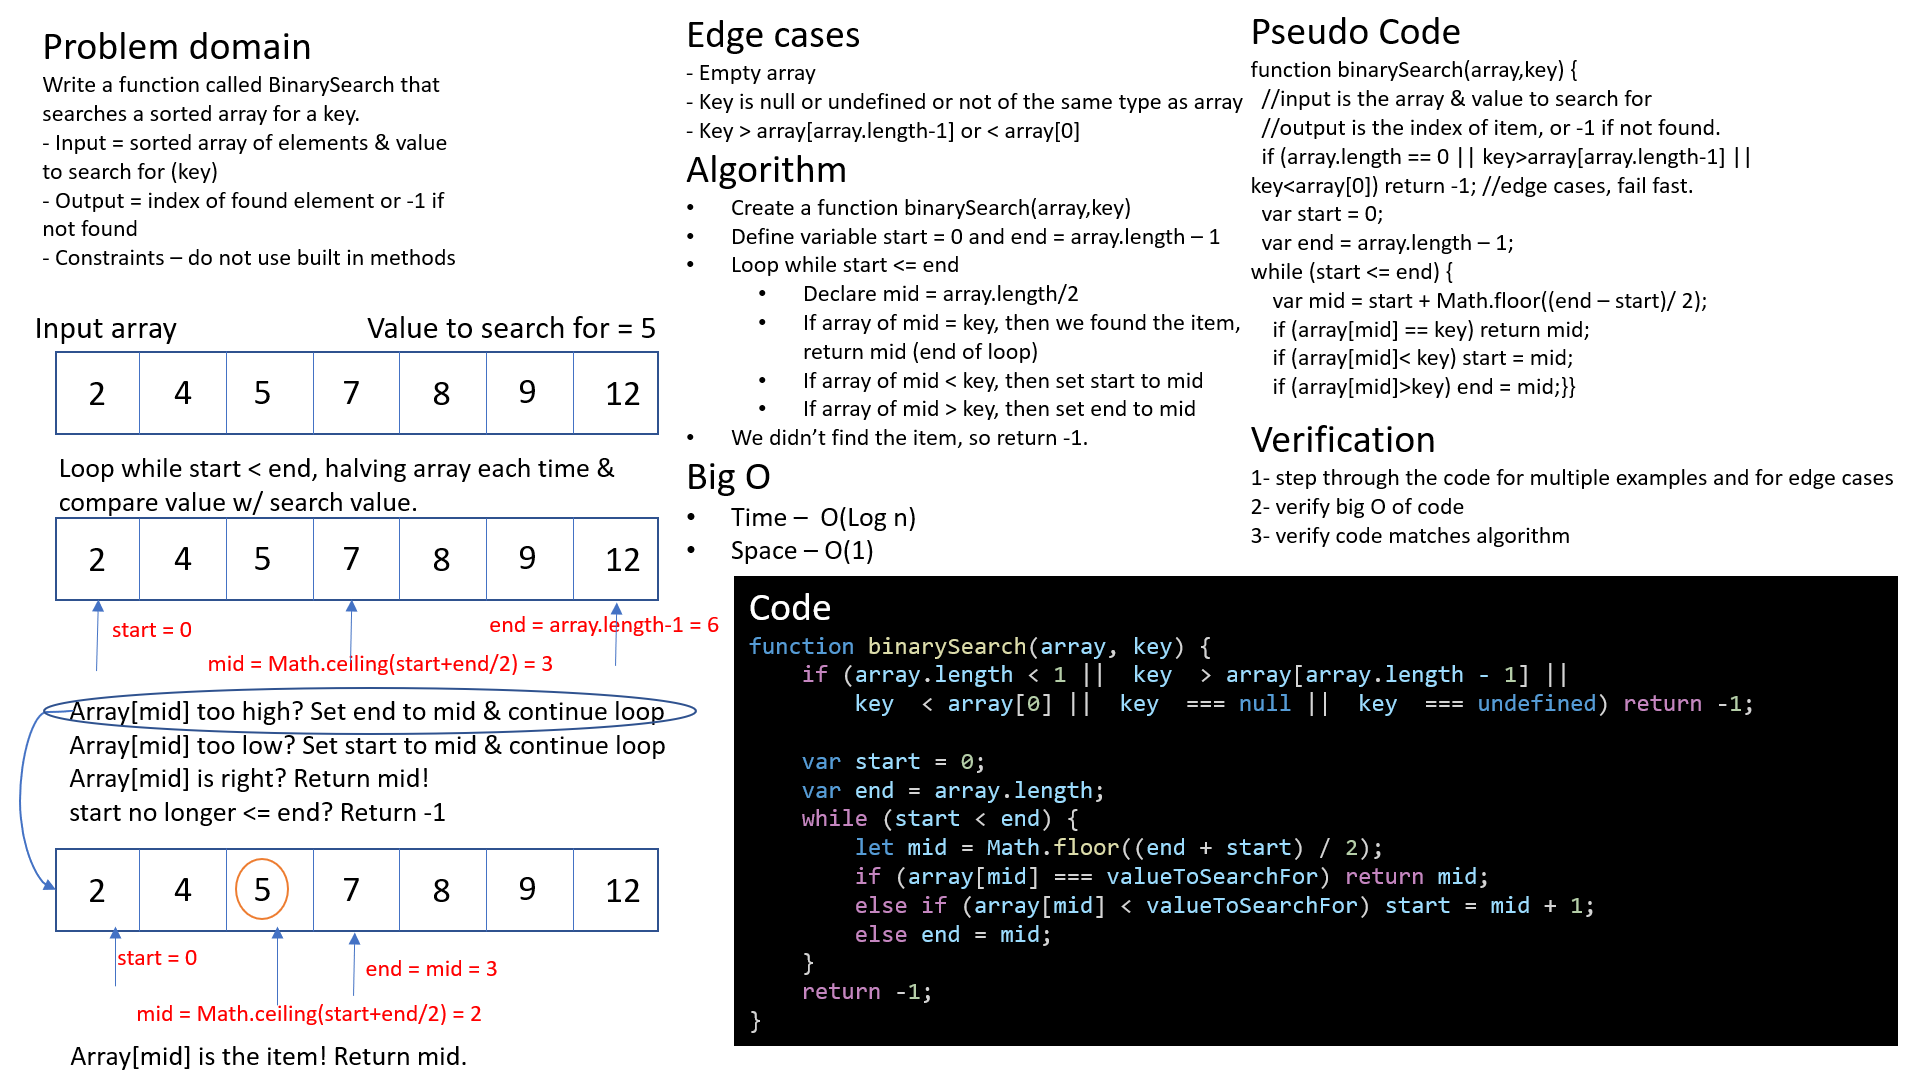 Problem domain
Write a function called BinarySearch that
searches a sorted array for a key.
- Input = sorted array of elements & value
to search for (key)
- Output = index of found element or -1 if
not found
- Constraints – do not use built in methods
Input array
Value to search for = 5
2 4 5 7 8 9 12
Loop while start < end, halving array each time &
compare value w/ search value.
2 4 5 7 8 9 12
start = 0
end = array.length-1 = 6
mid = Math.ceiling(start+end/2) = 3
Array[mid] too high? Set end to mid & continue loop
Array[mid] too low? Set start to mid & continue loop
Array[mid] is right? Return mid!
start no longer <= end? Return -1
2 4 5 7 8 9 12
start = 0
end = mid = 3
mid = Math.ceiling(start+end/2) = 2
Array[mid] is the item! Return mid.
Edge cases
- Empty array
- Key is null or undefined or not of the same type as array
- Key > array[array.length-1] or < array[0]
Algorithm
• Create a function binarySearch(array,key)
• Define variable start = 0 and end = array.length – 1
• Loop while start <= end
• Declare mid = array.length/2
• If array of mid = key, then we found the item,
return mid (end of loop)
• If array of mid < key, then set start to mid
• If array of mid > key, then set end to mid
• We didn’t find the item, so return -1.
Big O
• Time – O(Log n)
• Space – O(1)
Pseudo Code
function binarySearch(array,key) {
//input is the array & value to search for
//output is the index of item, or -1 if not found.
if (array.length == 0 || key>array[array.length-1] ||
key<array[0]) return -1; //edge cases, fail fast.
var start = 0;
var end = array.length – 1;
while (start <= end) {
var mid = start + Math.floor((end – start)/ 2);
if (array[mid] == key) return mid;
if (array[mid]< key) start = mid;
if (array[mid]>key) end = mid;}}
Verification
1- step through the code for multiple examples and for edge cases
2- verify big O of code
3- verify code matches algorithm
Code
function binarySearch(array, key) {
if (array.length < 1 || key > array[array.length - 1] ||
key < array[0] || key === null || key === undefined) return -1;
var start = 0;
var end = array.length;
while (start < end) {
let mid = Math.floor((end + start) / 2);
if (array[mid] === valueToSearchFor) return mid;
else if (array[mid] < valueToSearchFor) start = mid + 1;
else end = mid;
}
return -1;
}